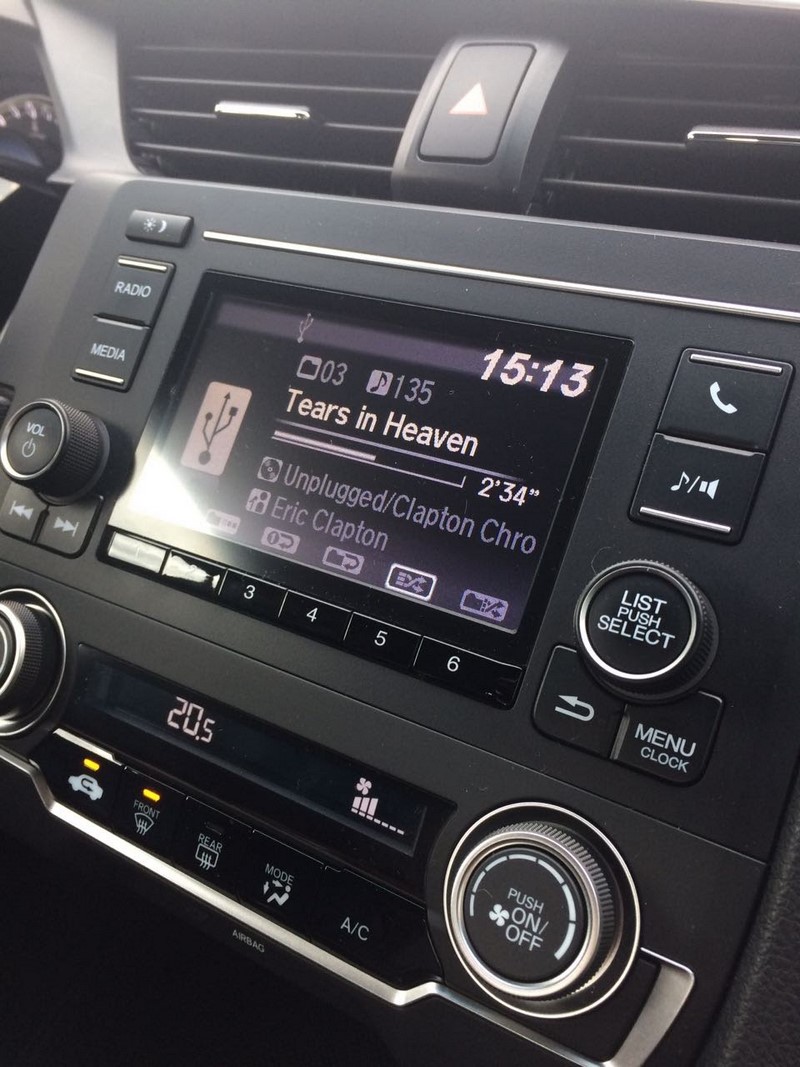 RADIO
MEDIA
VOL
03 135 15:13
Tears in Heaven
2'34"
Unplugged/Clapton Chro
Eric Clapton
3 4 5 6
LIST
PUSH
SELECT
MENU
CLOCK
20.5
FRONT
REAR
MODE
A/C
PUSH
ON/
OFF
AIRBAG